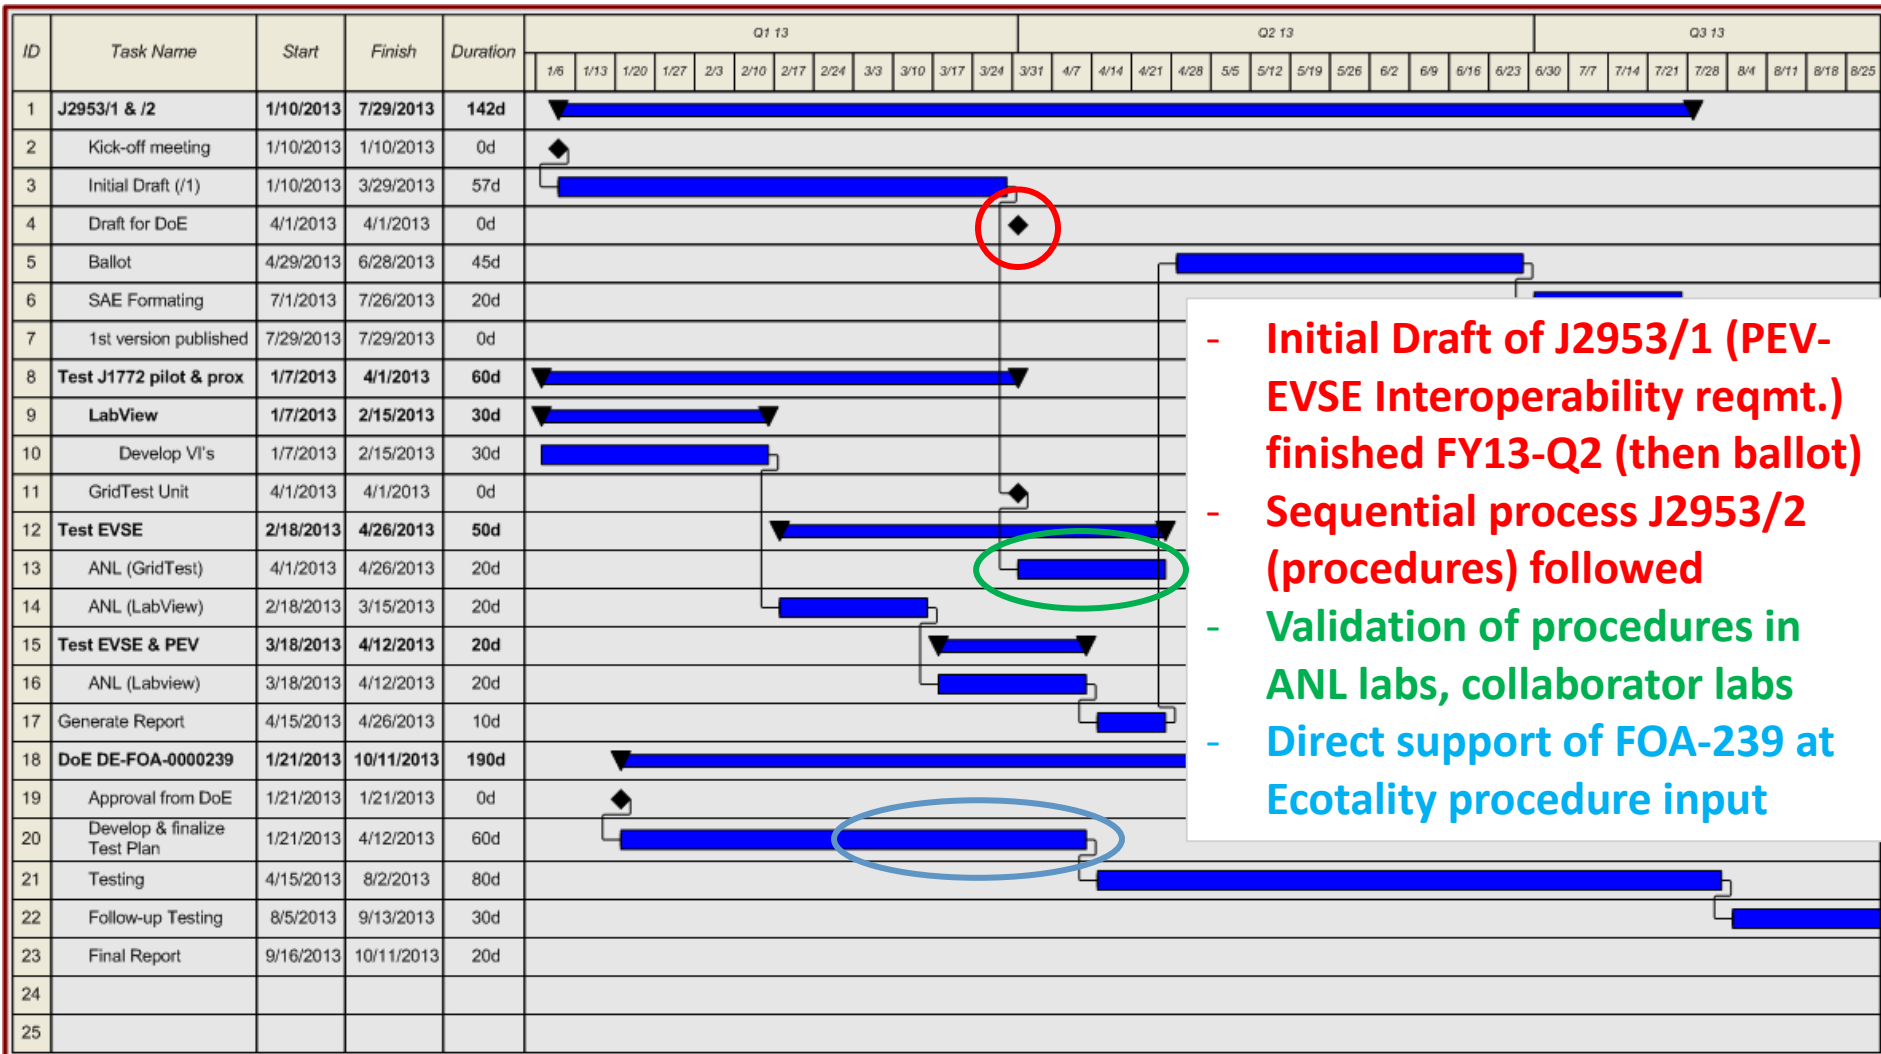 ID Task Name Start Finish Duration Q1 13 Q2 13 Q3 13
1/6 1/13 1/20 1/27 2/3 2/10 2/17 2/24 3/3 3/10 3/17 3/24 3/31 4/7 4/14 4/21 4/28 5/5 5/12 5/19 5/26 6/2 6/9 6/16 6/23 6/30 7/7 7/14 7/21 7/28 8/4 8/11 8/18 8/25
1 J2953/1 & /2 1/10/2013 7/29/2013 142d
2 Kick-off meeting 1/10/2013 1/10/2013 0d
3 Initial Draft (/1) 1/10/2013 3/29/2013 57d
4 Draft for DoE 4/1/2013 4/1/2013 0d
5 Ballot 4/29/2013 6/28/2013 45d
6 SAE Formating 7/1/2013 7/26/2013 20d
7 1st version published 7/29/2013 7/29/2013 0d
8 Test J1772 pilot & prox 1/7/2013 4/1/2013 60d
9 LabView 1/7/2013 2/15/2013 30d
10 Develop VI's 1/7/2013 2/15/2013 30d
11 GridTest Unit 4/1/2013 4/1/2013 0d
12 Test EVSE 2/18/2013 4/26/2013 50d
13 ANL (GridTest) 4/1/2013 4/26/2013 20d
14 ANL (LabView) 2/18/2013 3/15/2013 20d
15 Test EVSE & PEV 3/18/2013 4/12/2013 20d
16 ANL (Labview) 3/18/2013 4/12/2013 20d
17 Generate Report 4/15/2013 4/26/2013 10d
18 DoE DE-FOA-0000239 1/21/2013 10/11/2013 190d
19 Approval from DoE 1/21/2013 1/21/2013 0d
20 Develop & finalize
Test Plan 1/21/2013 4/12/2013 60d
21 Testing 4/15/2013 8/2/2013 80d
22 Follow-up Testing 8/5/2013 9/13/2013 30d
23 Final Report 9/16/2013 10/11/2013 20d
24
25
- Initial Draft of J2953/1 (PEV-
EVSE Interoperability reqmt.)
finished FY13-Q2 (then ballot)
- Sequential process J2953/2
(procedures) followed
- Validation of procedures in
ANL labs, collaborator labs
- Direct support of FOA-239 at
Ecotality procedure input